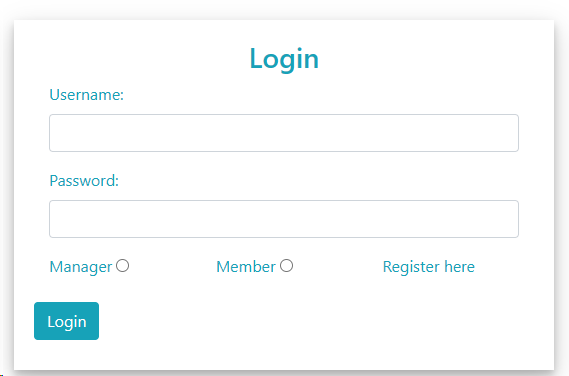 Login
Username:
Password:
Manager Member Register here
Login